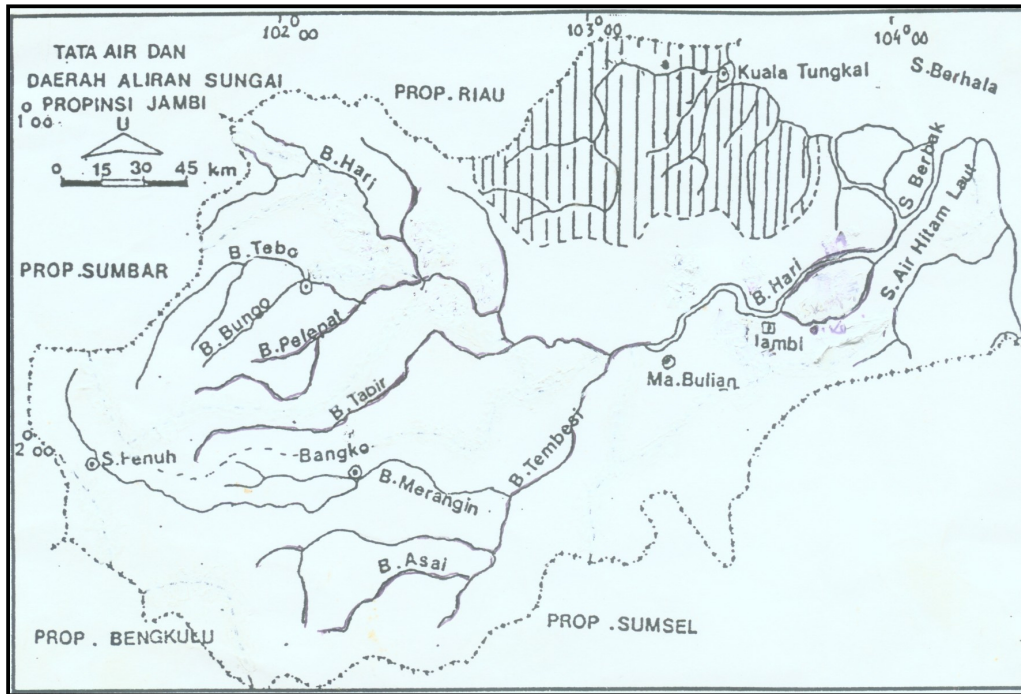 102°00
103°00
104°00
TATA AIR DAN
DAERAH ALIRAN SUNGAI
PROPINSI JAMBI
1°00
U
0 15 30 45 km
PROP. RIAU
Kuala Tungkal
S. Berhala
B. Hari
S Berbak
S. Air Hitam Laut
B. Tebo
PROP. SUMBAR
B. Hari
B. Bungo
B. Pelepat
Jambi
Ma. Bulian
B. Tabir
2°00
S. Penuh
Bangko
B. Merangin
B. Tembesi
B. Asai
PROP. BENGKULU
PROP. SUMSEL